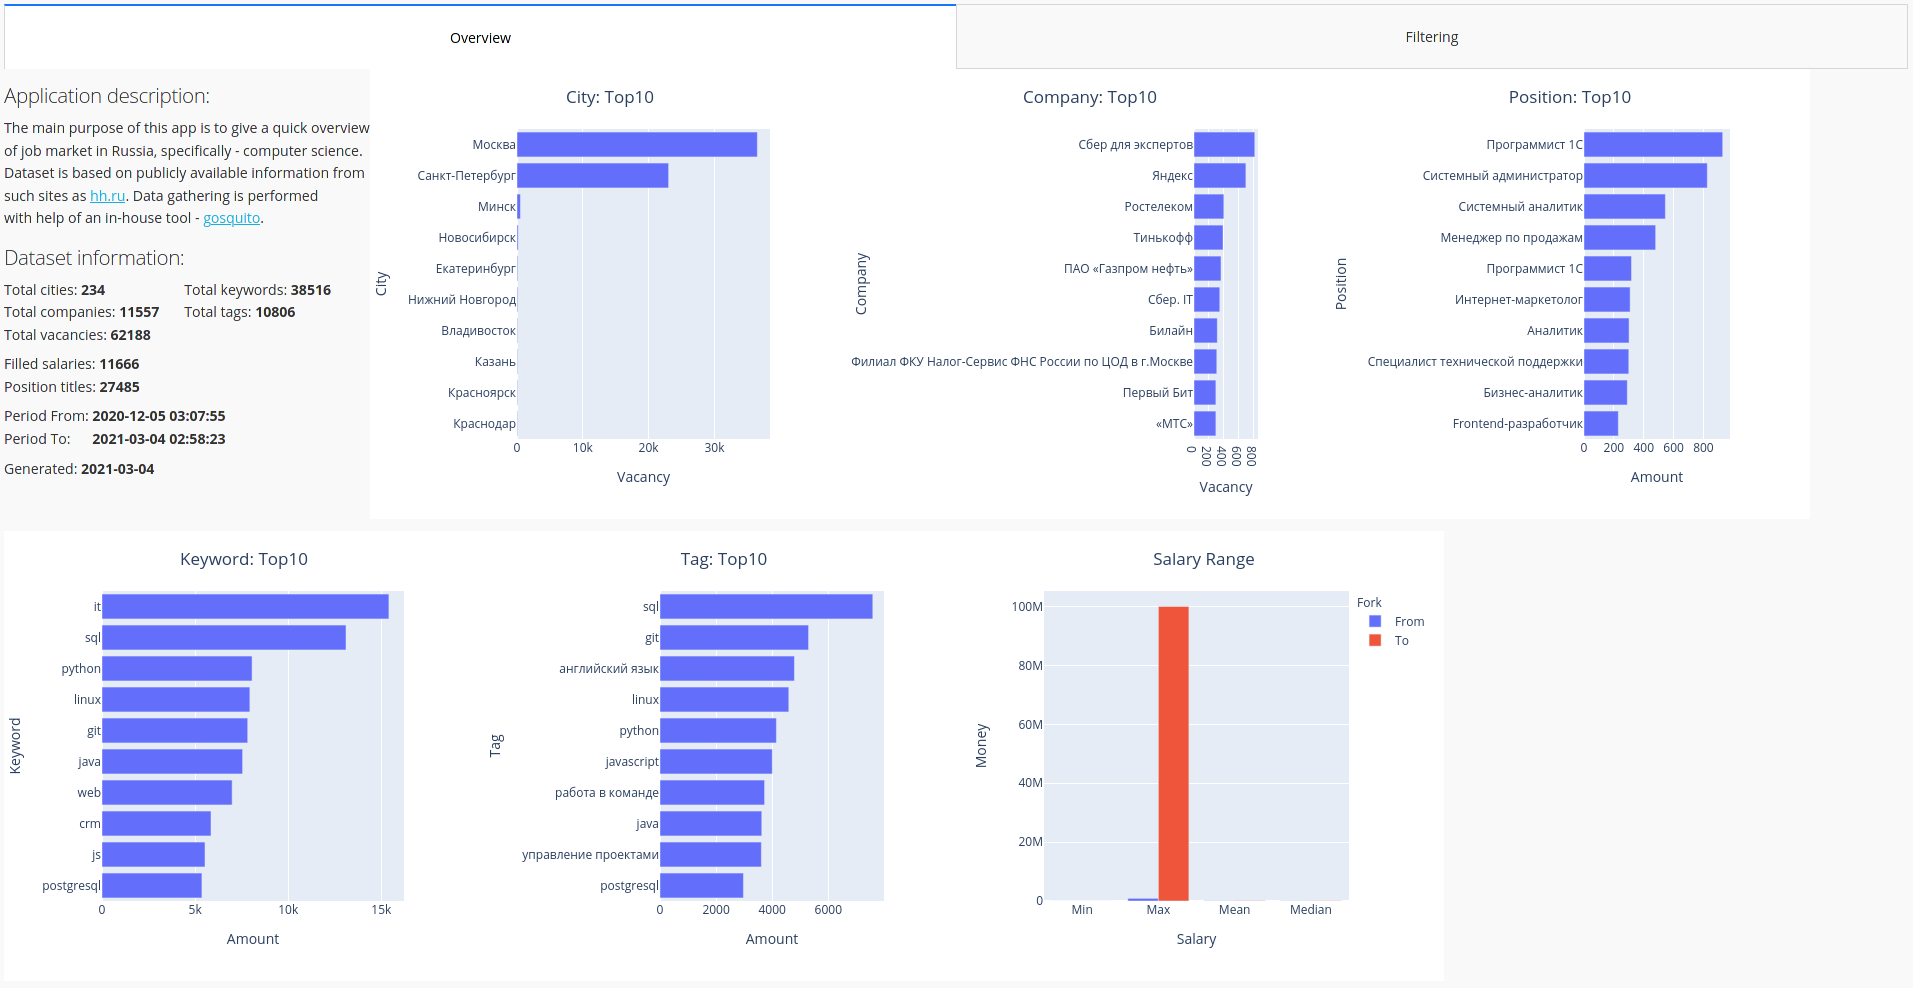 Overview
Filtering
Application description:
The main purpose of this app is to give a quick overview
of job market in Russia, specifically - computer science.
Dataset is based on publicly available information from
such sites as hh.ru. Data gathering is performed
with help of an in-house tool - gosquito.
Dataset information:
Total cities: 234 Total keywords: 38516
Total companies: 11557 Total tags: 10806
Total vacancies: 62188
Filled salaries: 11666
Position titles: 27485
Period From: 2020-12-05 03:07:55
Period To: 2021-03-04 02:58:23
Generated: 2021-03-04
City: Top10
City
Москва
Санкт-Петербург
Минск
Новосибирск
Екатеринбург
Нижний Новгород
Владивосток
Казань
Красноярск
Краснодар
0 10k 20k 30k
Vacancy
Company: Top10
Company
Сбер для экспертов
Яндекс
Ростелеком
Тинькофф
ПАО «Газпром нефть»
Сбер. IT
Билайн
Филиал ФКУ Налог-Сервис ФНС России по ЦОД в г.Москве
Первый Бит
«МТС»
0 200 400 600 800
Vacancy
Position: Top10
Position
Программист 1С
Системный администратор
Системный аналитик
Менеджер по продажам
Программист 1C
Интернет-маркетолог
Аналитик
Специалист технической поддержки
Бизнес-аналитик
Frontend-разработчик
0 200 400 600 800
Amount
Keyword: Top10
Keyword
it
sql
python
linux
git
java
web
crm
js
postgresql
0 5k 10k 15k
Amount
Tag: Top10
Tag
sql
git
английский язык
linux
python
javascript
работа в команде
java
управление проектами
postgresql
0 2000 4000 6000
Amount
Salary Range
Money
100M
80M
60M
40M
20M
0
Min Max Mean Median
Salary
Fork
From
To